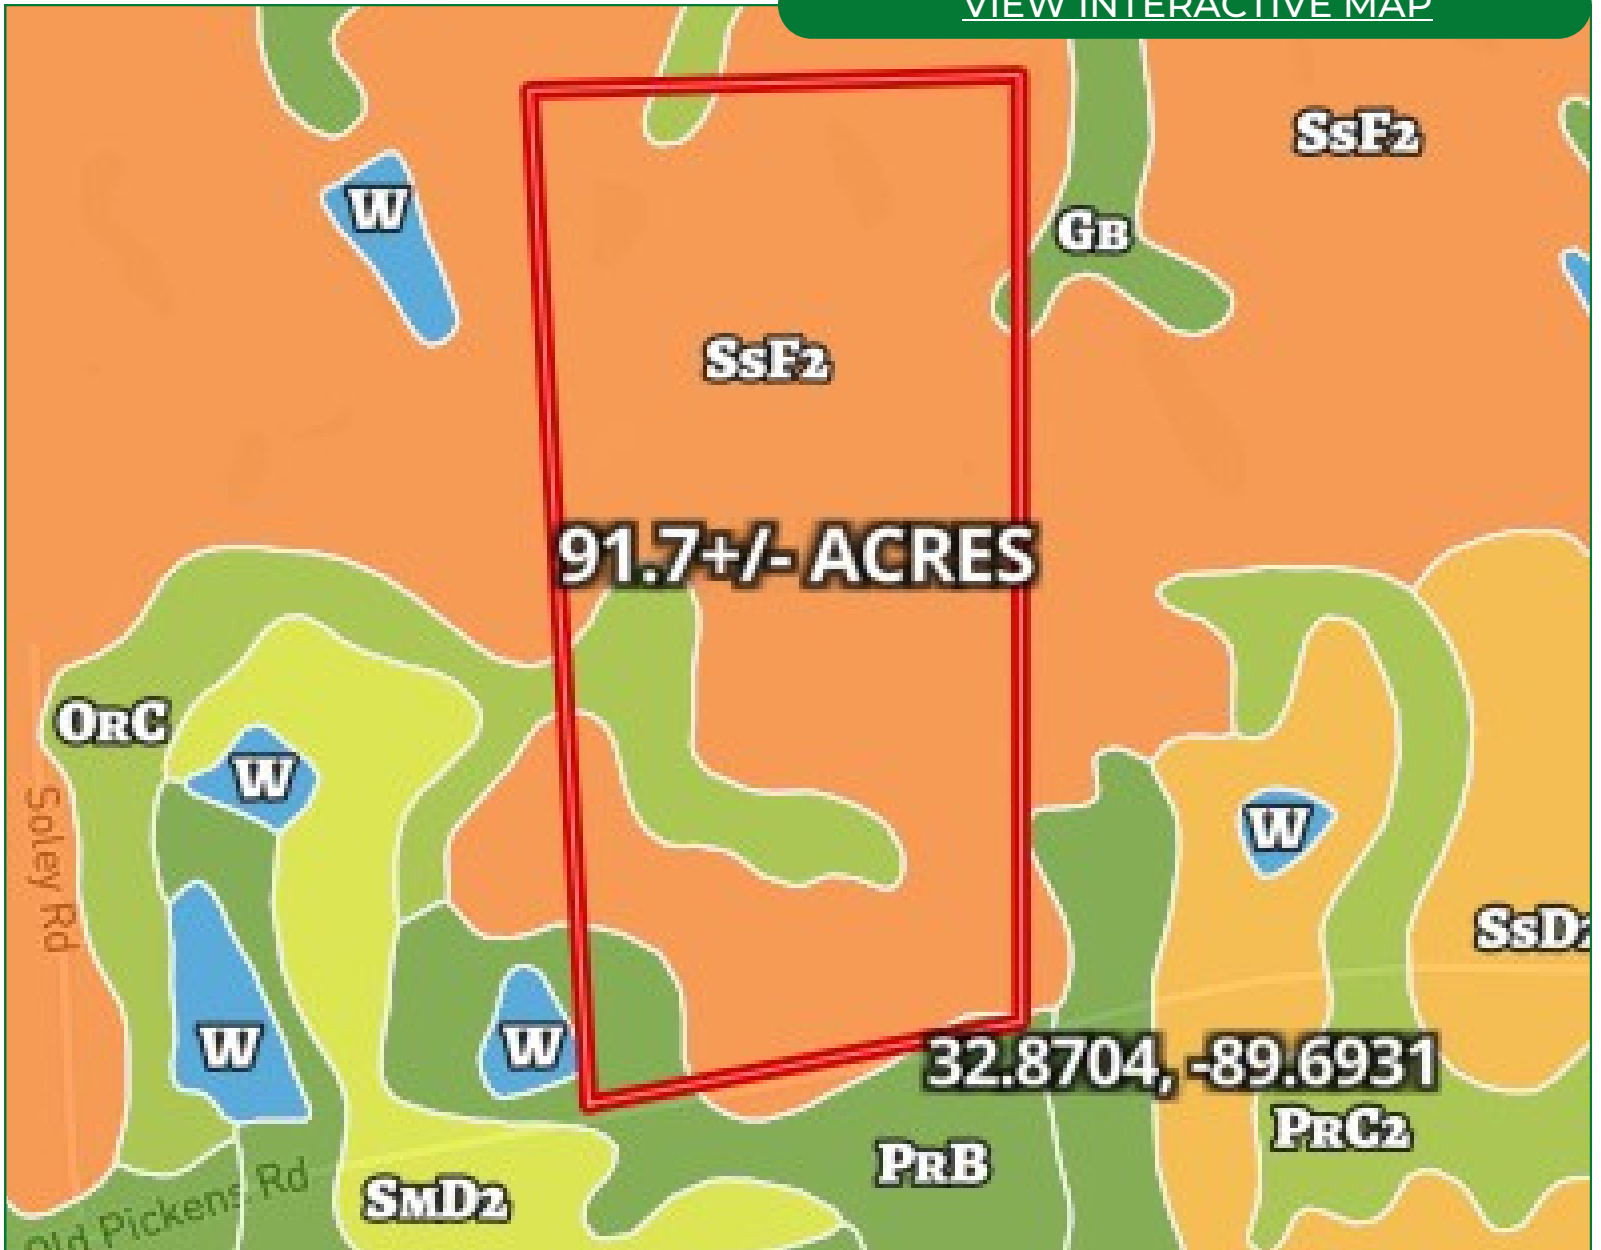 VIEW INTERACTIVE MAP
SsF2
W
GB
SsF2
91.7+/- ACRES
ORC
W
Soley Rd
W
SsD2
W
W
32.8704, -89.6931
PRC2
PRB
Old Pickens Rd
SMD2